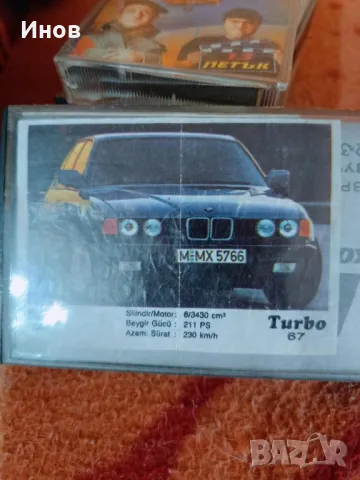 Инов
ПЕТЪК
M-MX 5766
Silindir/Motor: 6/3430 cm³
Beygir Gücü : 211 PS
Azami Sürat : 230 km/h
Turbo
67
BAZAR